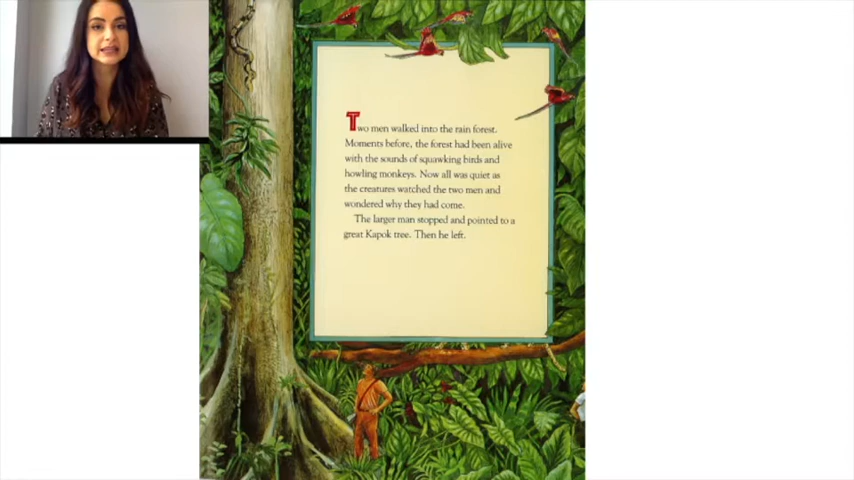 Two men walked into the rain forest.
Moments before, the forest had been alive
with the sounds of squawking birds and
howling monkeys. Now all was quiet as
the creatures watched the two men and
wondered why they had come.
The larger man stopped and pointed to a
great Kapok tree. Then he left.